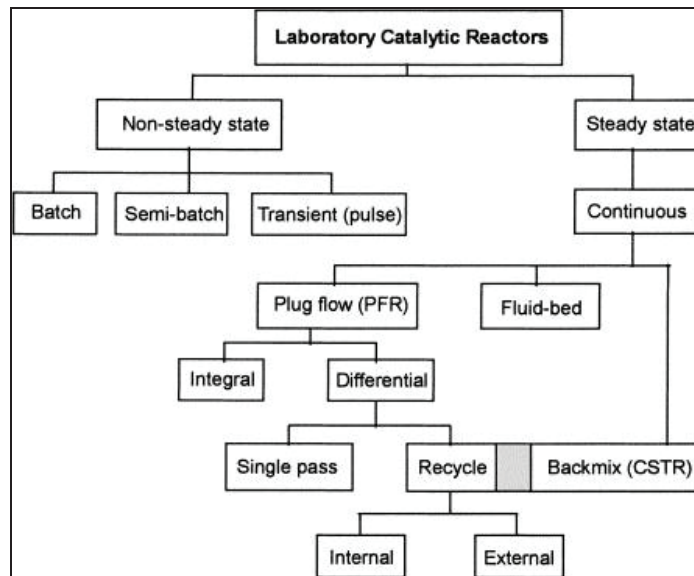 Laboratory Catalytic Reactors
Non-steady state
Steady state
Batch
Semi-batch
Transient (pulse)
Continuous
Plug flow (PFR)
Fluid-bed
Integral
Differential
Single pass
Recycle
Backmix (CSTR)
Internal
External